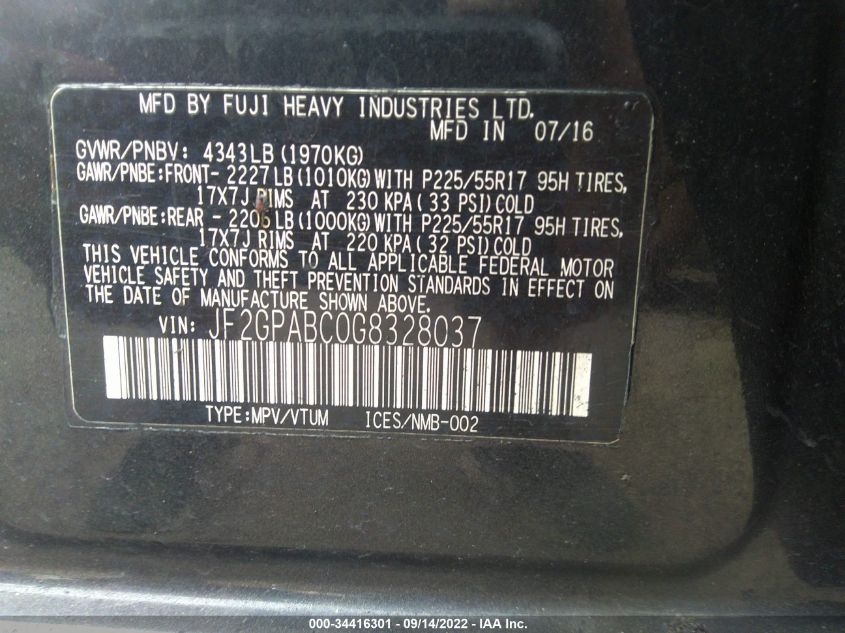 MFD BY FUJI HEAVY INDUSTRIES LTD.
MFD IN 07/16
GVWR/PNBV: 4343LB(1970KG)
GAWR/PNBE:FRONT- 2227LB(1010KG)WITH P225/55R17 95H TIRES,
17X7J RIMS AT 230 KPA(33 PSI)COLD
GAWR/PNBE:REAR - 2205LB(1000KG)WITH P225/55R17 95H TIRES,
17X7J RIMS AT 220 KPA(32 PSI)COLD
THIS VEHICLE CONFORMS TO ALL APPLICABLE FEDERAL MOTOR
VEHICLE SAFETY AND THEFT PREVENTION STANDARDS IN EFFECT ON
THE DATE OF MANUFACTURE SHOWN ABOVE.
VIN: JF2GPABC0G8328037
TYPE:MPV/VTUM ICES/NMB-002
000-34416301 - 09/14/2022 - IAA Inc.